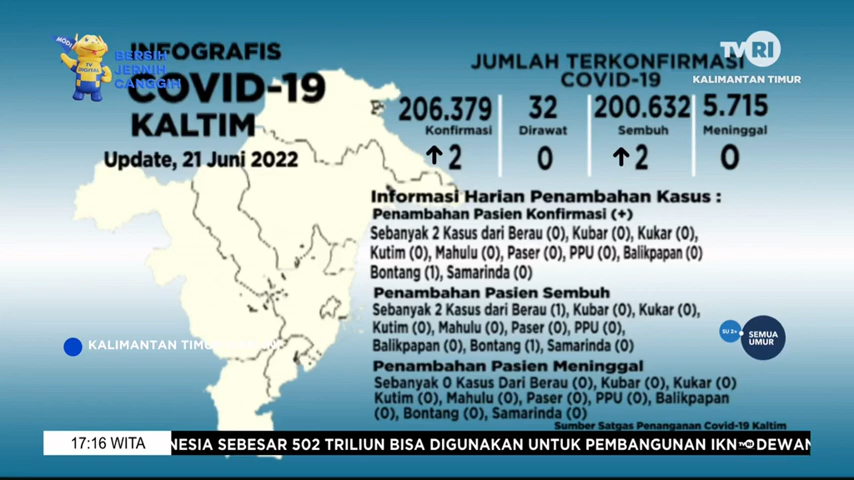 MODI
TV
DIGITAL
BERSIH
JERNIH
CANGGIH
INFOGRAFIS
COVID-19
KALTIM
Update, 21 Juni 2022
TVRI
KALIMANTAN TIMUR
JUMLAH TERKONFIRMASI
COVID-19
206.379 32 200.632 5.715
Konfirmasi Dirawat Sembuh Meninggal
↑2 0 ↑2 0
Informasi Harian Penambahan Kasus :
Penambahan Pasien Konfirmasi (+)
Sebanyak 2 Kasus dari Berau (0), Kubar (0), Kukar (0),
Kutim (0), Mahulu (0), Paser (0), PPU (0), Balikpapan (0)
Bontang (1), Samarinda (0)
Penambahan Pasien Sembuh
Sebanyak 2 Kasus dari Berau (1), Kubar (0), Kukar (0),
Kutim (0), Mahulu (0), Paser (0), PPU (0),
Balikpapan (0), Bontang (1), Samarinda (0)
Penambahan Pasien Meninggal
Sebanyak 0 Kasus Dari Berau (0), Kubar (0), Kukar (0)
Kutim (0), Mahulu (0), Paser (0), PPU (0), Balikpapan
(0), Bontang (0), Samarinda (0)
Sumber Satgas Penanganan Covid-19 Kaltim
SU 2+
SEMUA
UMUR
KALIMANTAN TIMUR
17:16 WITA
NESIA SEBESAR 502 TRILIUN BISA DIGUNAKAN UNTUK PEMBANGUNAN IKN TVRI DEWAN